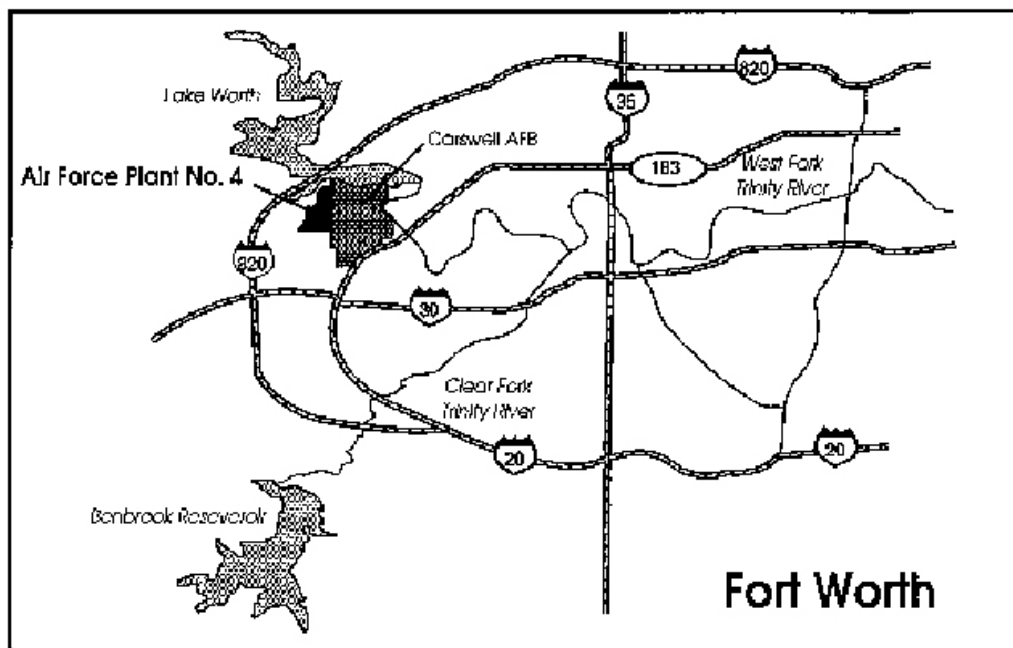 820
Lake Worth
35
Carswell AFB
183
West Fork
Trinity River
Air Force Plant No. 4
820
30
Clear Fork
Trinity River
20
20
Benbrook Reseversoir
Fort Worth